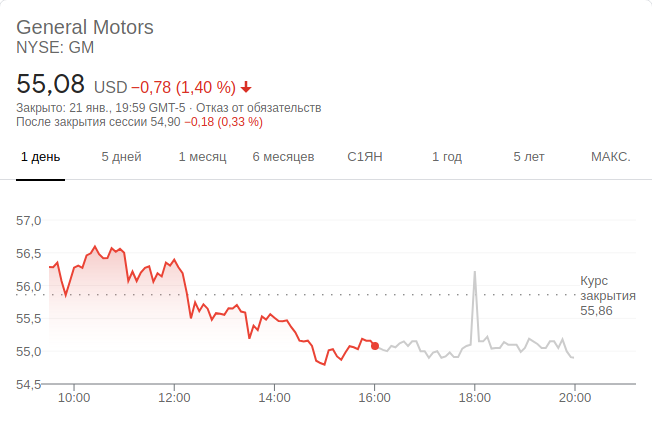 General Motors
NYSE: GM
55,08 USD −0,78 (1,40 %)
Закрыто: 21 янв., 19:59 GMT-5 · Отказ от обязательств
После закрытия сессии 54,90 −0,18 (0,33 %)
1 день 5 дней 1 месяц 6 месяцев С1ЯН 1 год 5 лет МАКС.
57,0
56,5
56,0
55,5
55,0
54,5
Курс
закрытия
55,86
10:00 12:00 14:00 16:00 18:00 20:00